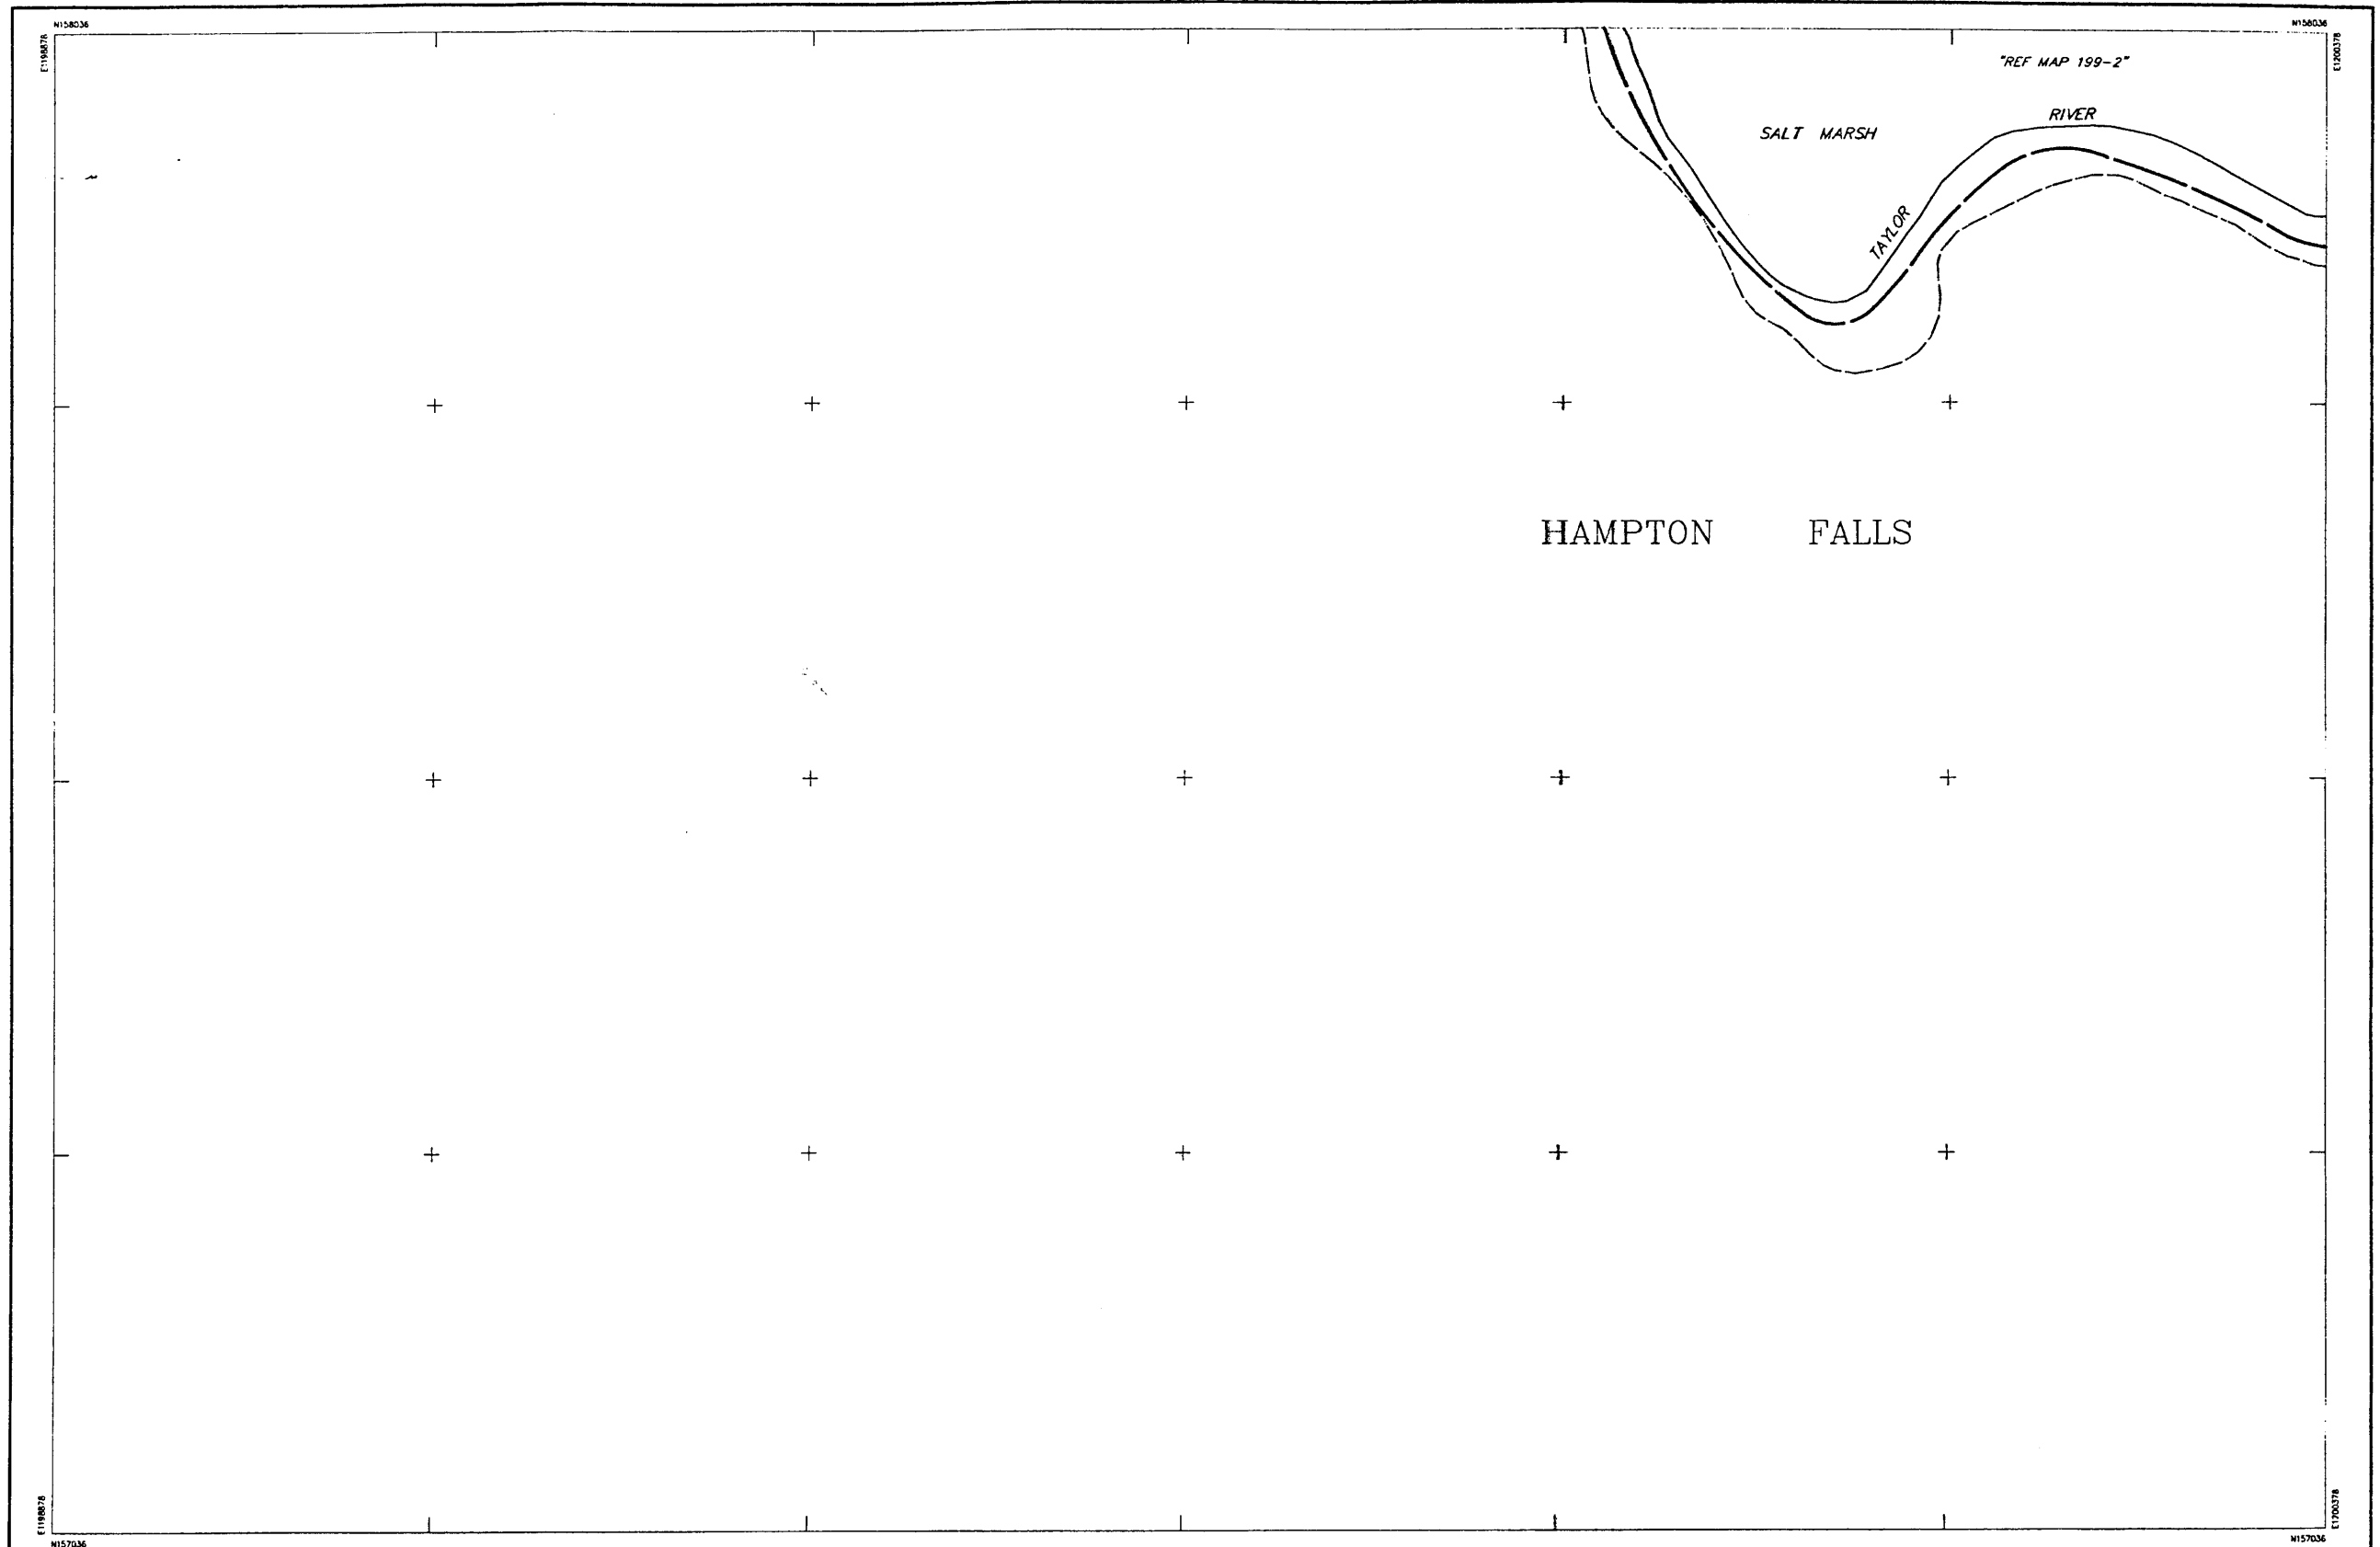 N158036
N158036
E1198878
E1200378
"REF MAP 199-2"
RIVER
SALT MARSH
TAYLOR
HAMPTON FALLS
E1198878
E1200378
N157036
N157036